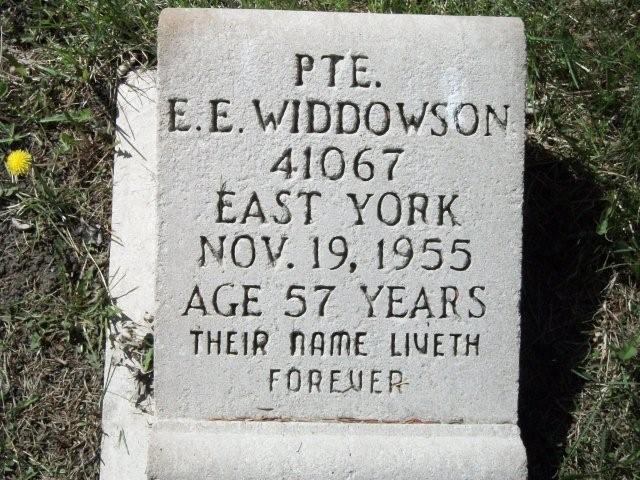 PTE.
E.E. WIDDOWSON
41067
EAST YORK
NOV. 19, 1955
AGE 57 YEARS
THEIR NAME LIVETH
FOREVER